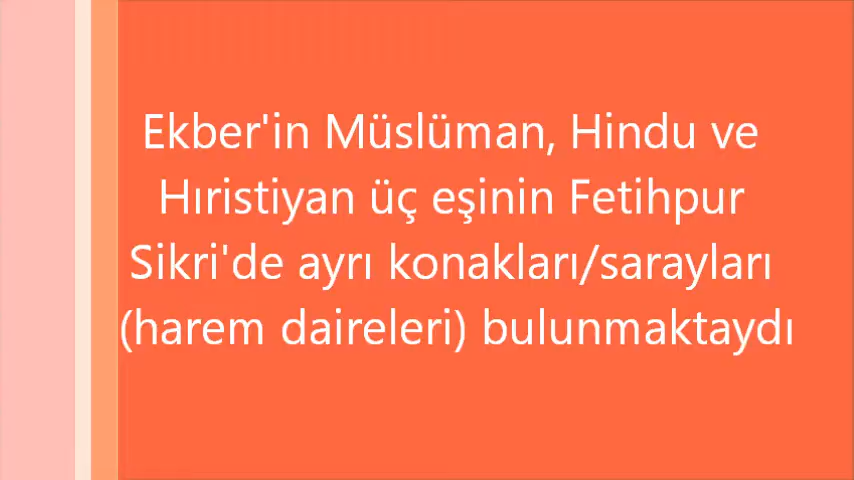 Ekber'in Müslüman, Hindu ve
Hıristiyan üç eşinin Fetihpur
Sikri'de ayrı konakları/sarayları
(harem daireleri) bulunmaktaydı